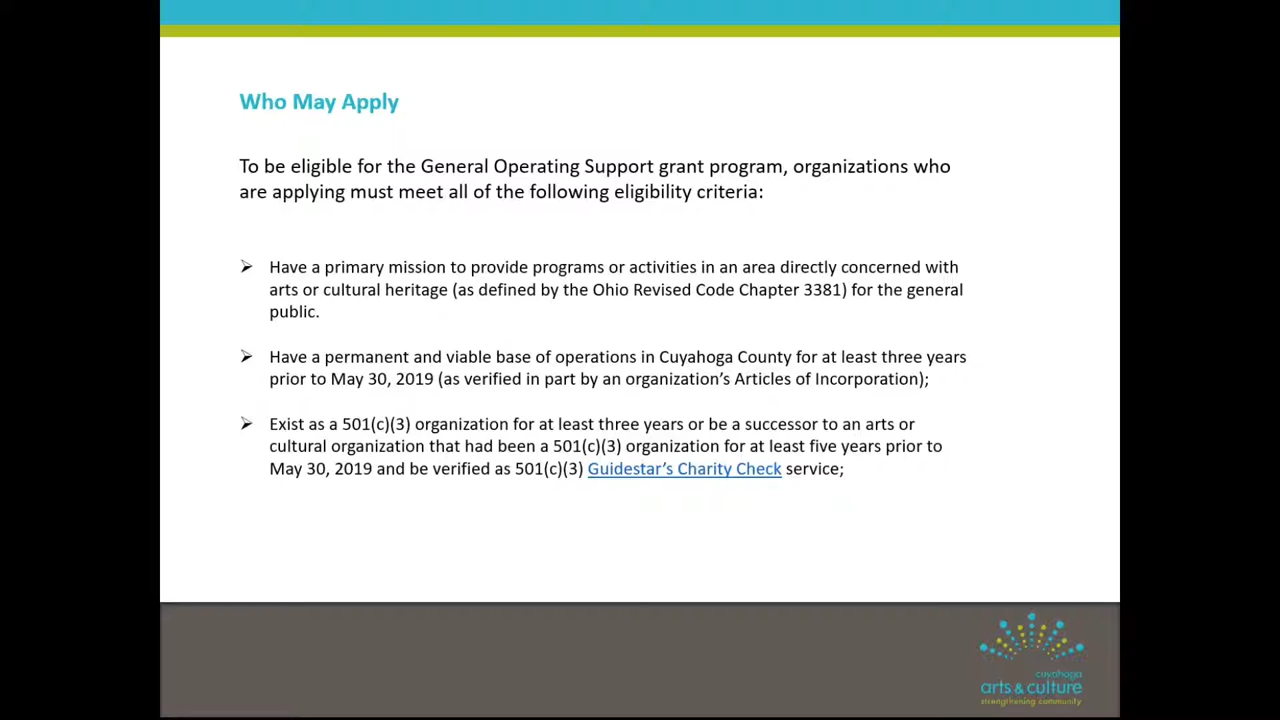 Who May Apply
To be eligible for the General Operating Support grant program, organizations who
are applying must meet all of the following eligibility criteria:
Have a primary mission to provide programs or activities in an area directly concerned with
arts or cultural heritage (as defined by the Ohio Revised Code Chapter 3381) for the general
public.
Have a permanent and viable base of operations in Cuyahoga County for at least three years
prior to May 30, 2019 (as verified in part by an organization’s Articles of Incorporation);
Exist as a 501(c)(3) organization for at least three years or be a successor to an arts or
cultural organization that had been a 501(c)(3) organization for at least five years prior to
May 30, 2019 and be verified as 501(c)(3) Guidestar’s Charity Check service;
cuyahoga
arts & culture
strengthening community